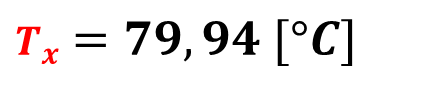 Tₓ = 79,94 [°C]